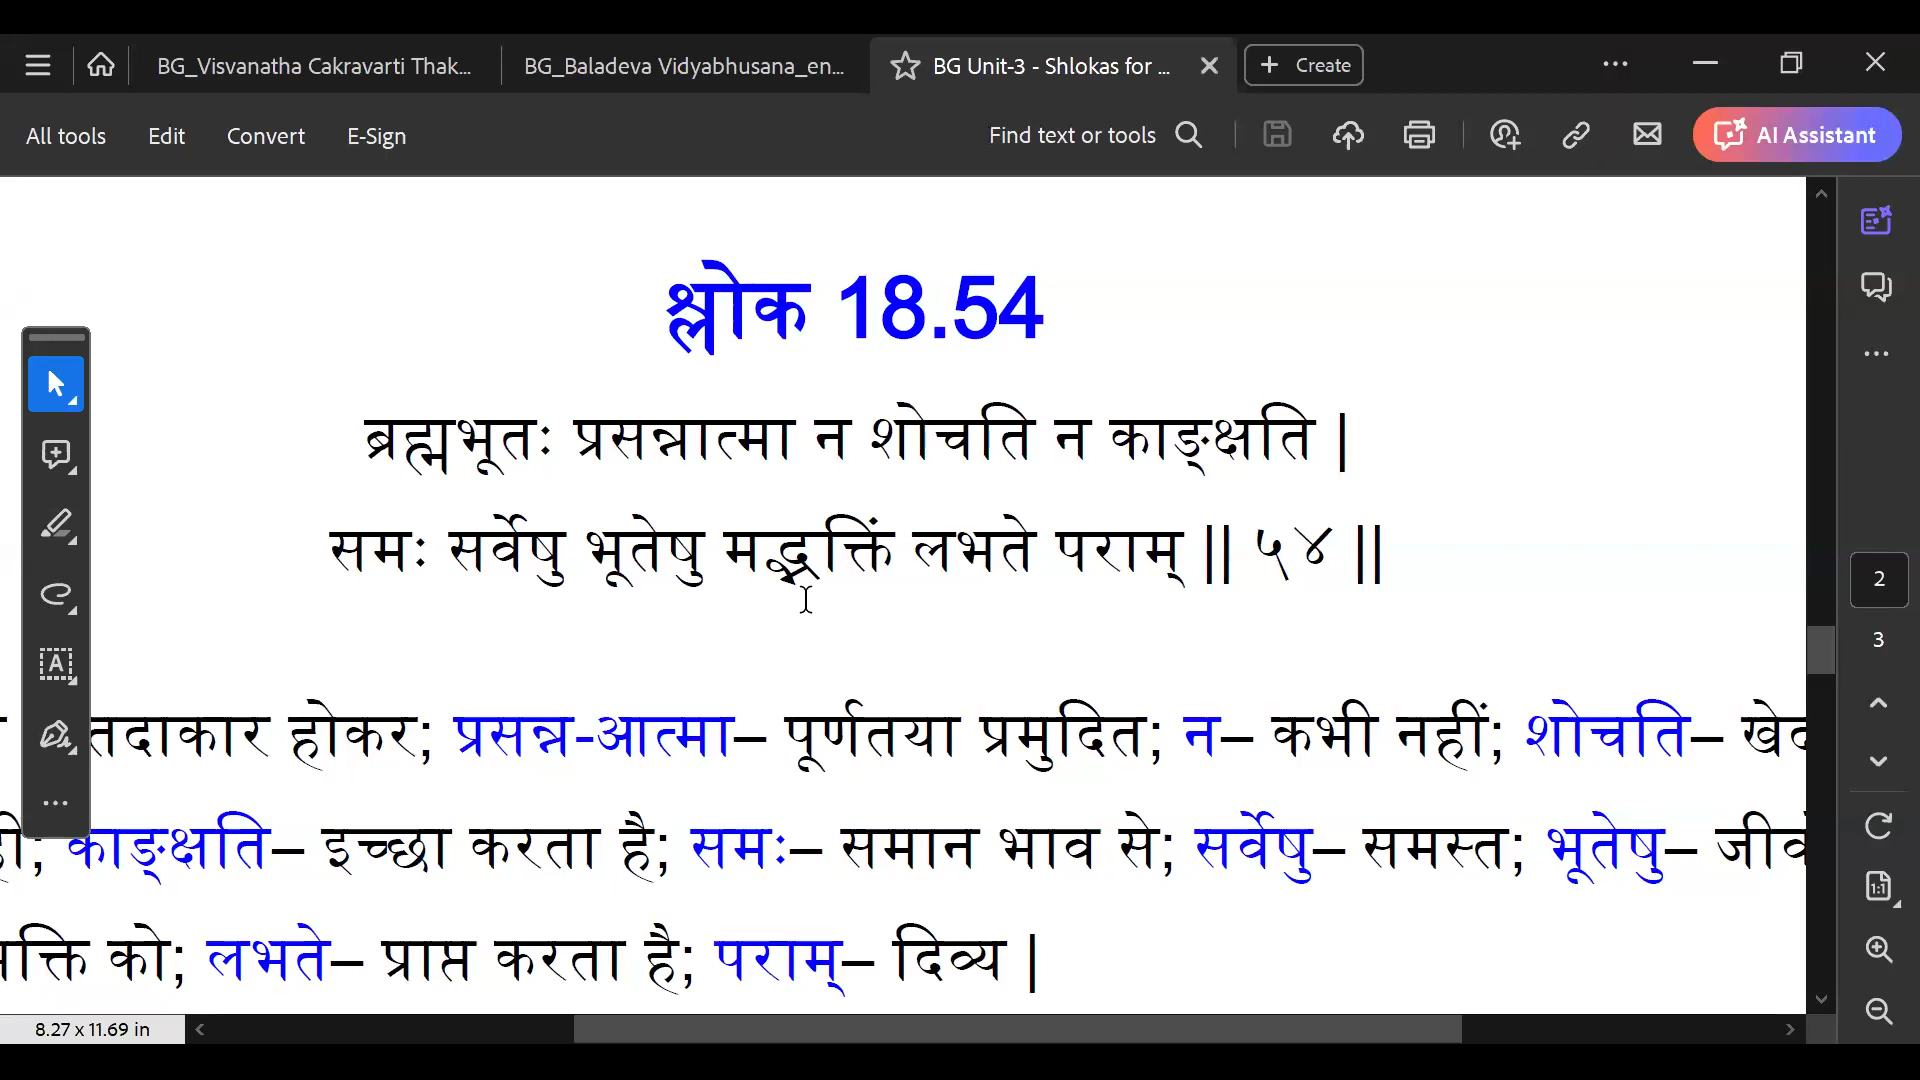 BG_Visvanatha Cakravarti Thak... BG_Baladeva Vidyabhusana_en... BG Unit-3 - Shlokas for ... Create
All tools Edit Convert E-Sign Find text or tools AI Assistant
श्लोक 18.54
ब्रह्मभूतः प्रसन्नात्मा न शोचति न काङ्क्षति |
समः सर्वेषु भूतेषु मद्भक्तिं लभते पराम् || ५४ ||
तदाकार होकर; प्रसन्न-आत्मा– पूर्णतया प्रमुदित; न– कभी नहीं; शोचति–
काङ्क्षति– इच्छा करता है; समः– समान भाव से; सर्वेषु– समस्त; भूतेषु–
को; लभते– प्राप्त करता है; पराम्– दिव्य |
2
3
8.27 x 11.69 in